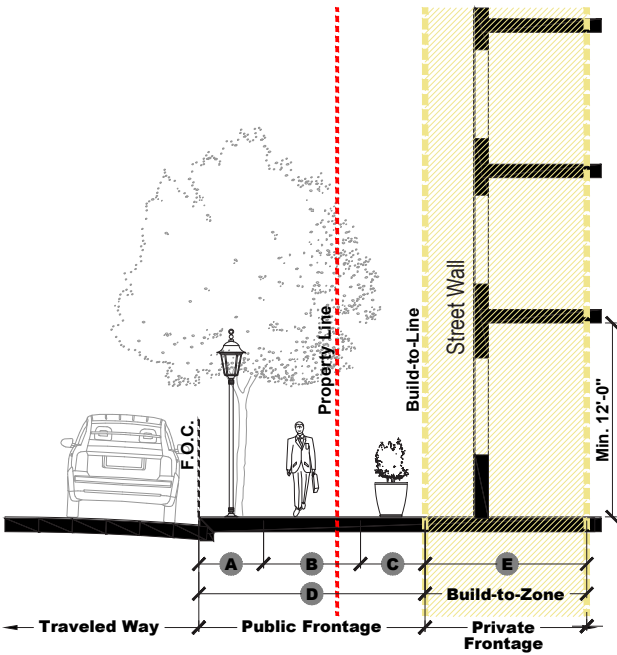 Property Line
Build-to-Line
Street Wall
F.O.C.
Min. 12'-0"
A
B
C
E
D
Build-to-Zone
Traveled Way
Public Frontage
Private
Frontage